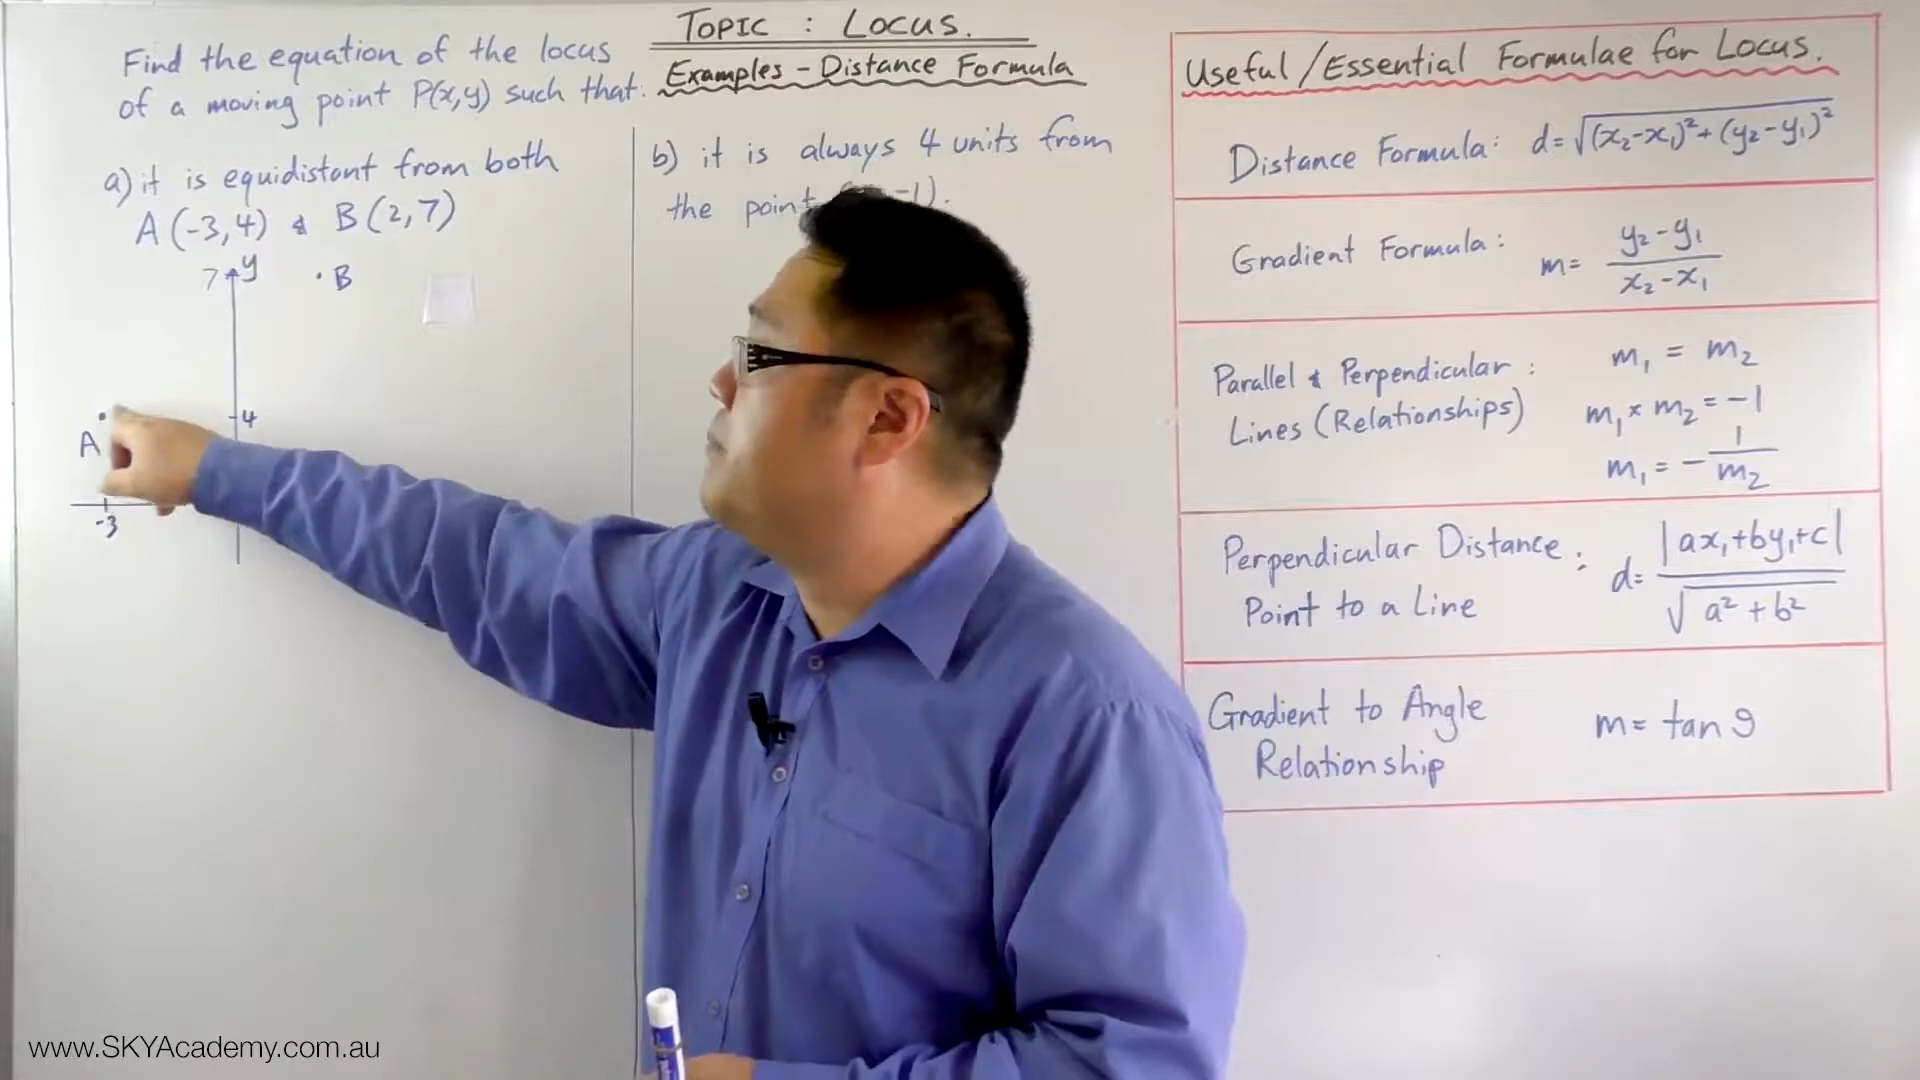 TOPIC : LOCUS.
Examples - Distance Formula
Find the equation of the locus
of a moving point P(x,y) such that:
a) it is equidistant from both
A(-3,4) & B(2,7)
7 y
B
4
A
-3
b) it is always 4 units from
the point -1).
Useful/Essential Formulae for Locus.
Distance Formula: d=√(x₂-x₁)²+(y₂-y₁)²
Gradient Formula: m= y₂-y₁ / x₂-x₁
Parallel & Perpendicular : m₁ = m₂
Lines (Relationships) m₁ × m₂ = -1
m₁ = - 1 / m₂
Perpendicular Distance : d= |ax₁+by₁+c| / √a²+b²
Point to a Line
Gradient to Angle m= tan θ
Relationship
www.SKYAcademy.com.au